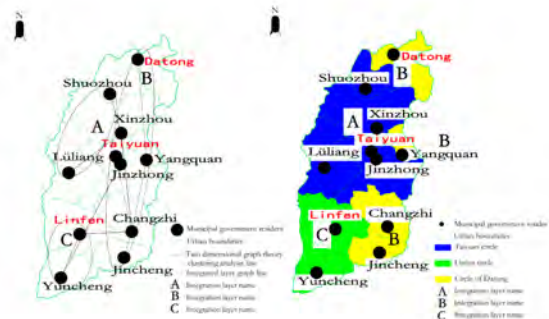 N
Datong
B
Shuozhou
Xinzhou
A
Taiyuan
Lüliang
Yangquan
Jinzhong
Linfen
Changzhi
C
Jincheng
Yuncheng
Municipal government residers
Urban boundaries
Two dimensional graph theory
clustering analysis line
Integrated layer graph line
A Integration layer name
B Integration layer name
C Integration layer name
N
Datong
B
Shuozhou
Xinzhou
A
Taiyuan
B
Lüliang
Yangquan
Jinzhong
Linfen
Changzhi
C
B
Jincheng
Yuncheng
Municipal government resider
Urban boundaries
Taiyuan circle
Linfen circle
Circle of Datong
A Integration layer name
B Integration layer name
C Integration layer name